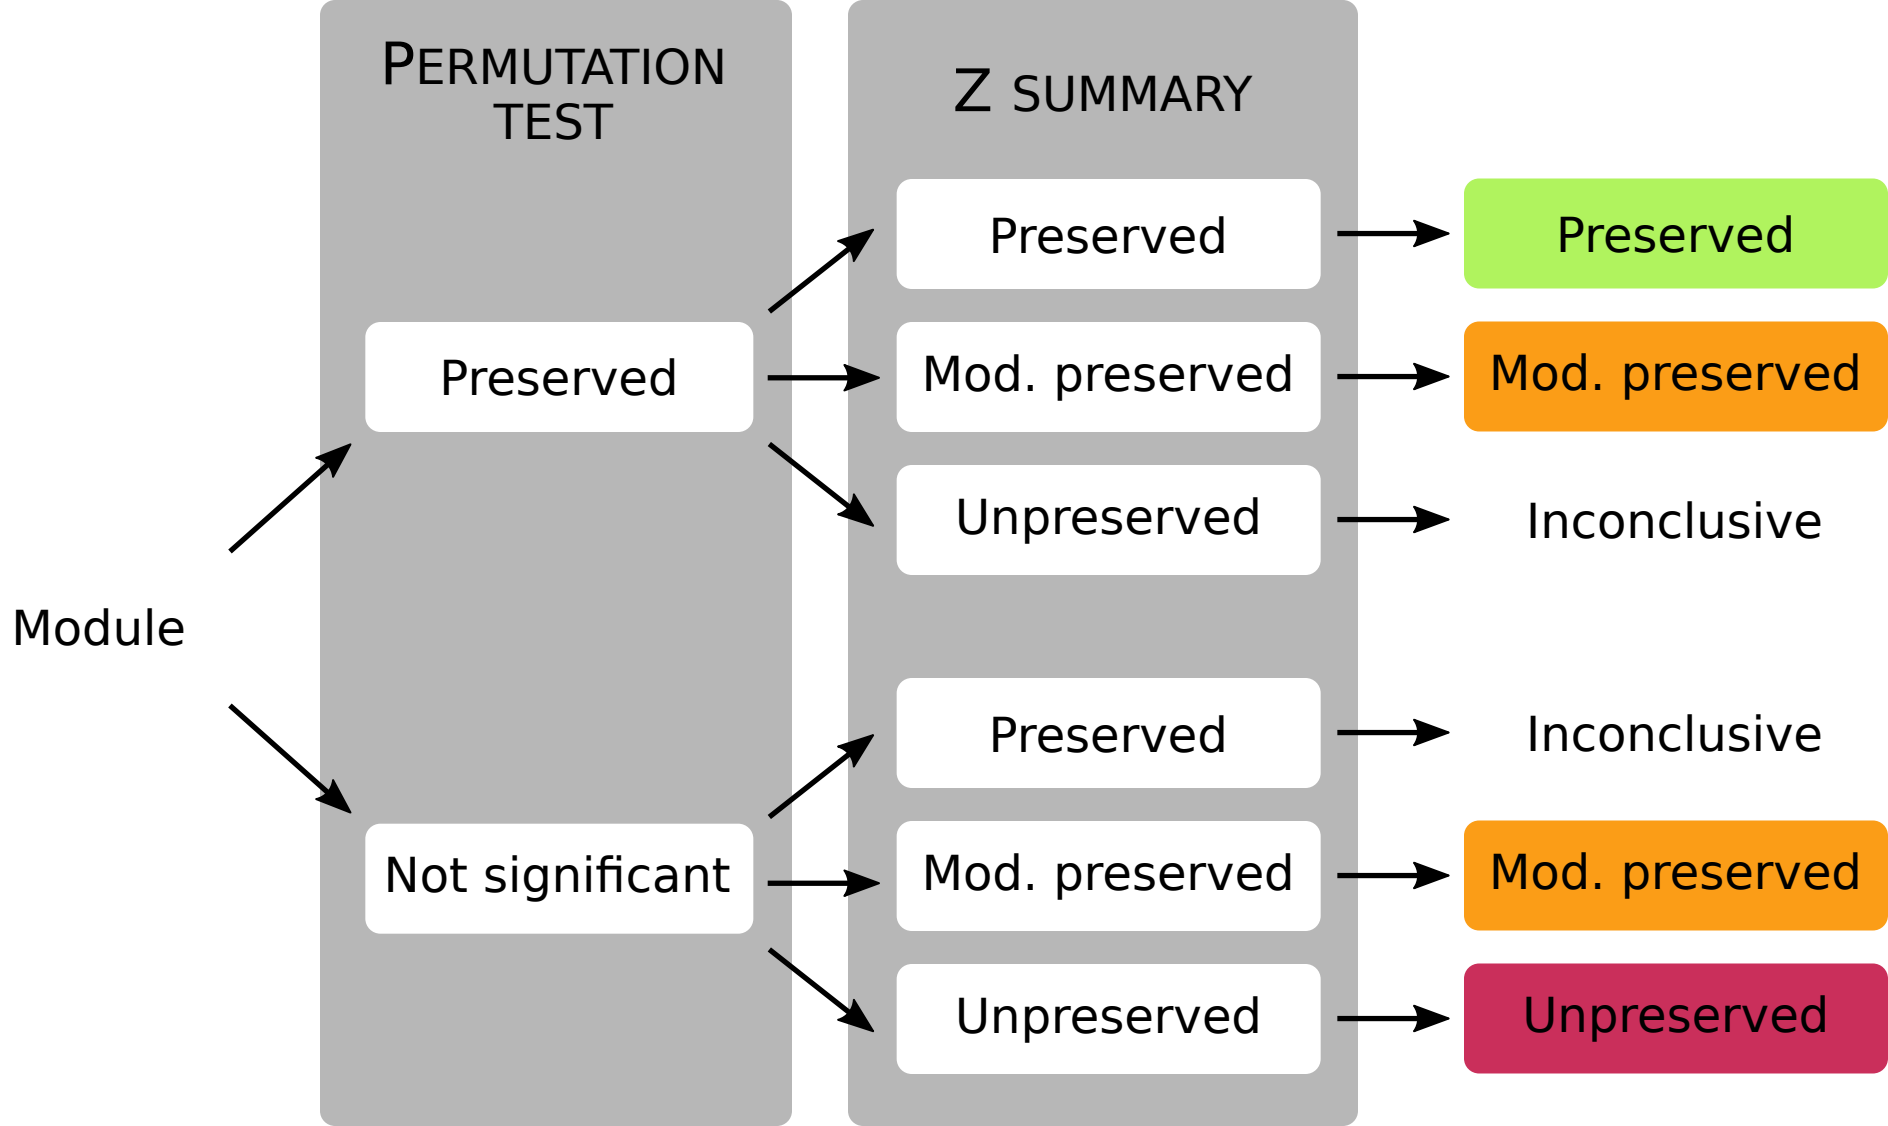 PERMUTATION
TEST
Z SUMMARY
Preserved
Preserved
Mod. preserved
Mod. preserved
Preserved
Unpreserved
Inconclusive
Module
Preserved
Inconclusive
Not significant
Mod. preserved
Mod. preserved
Unpreserved
Unpreserved